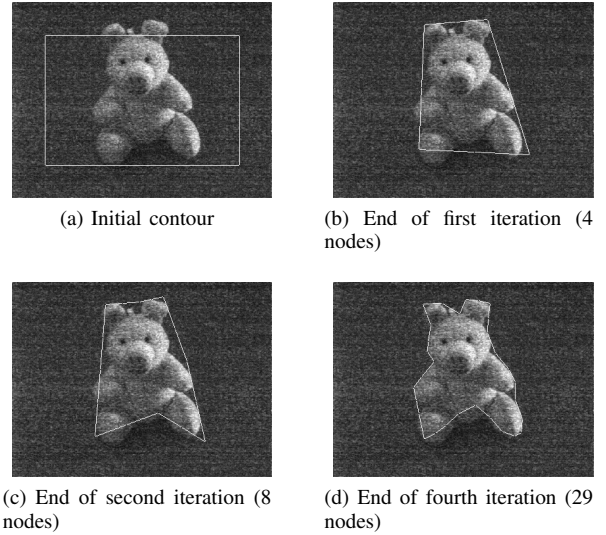 (a) Initial contour
(b) End of first iteration (4
nodes)
(c) End of second iteration (8
nodes)
(d) End of fourth iteration (29
nodes)